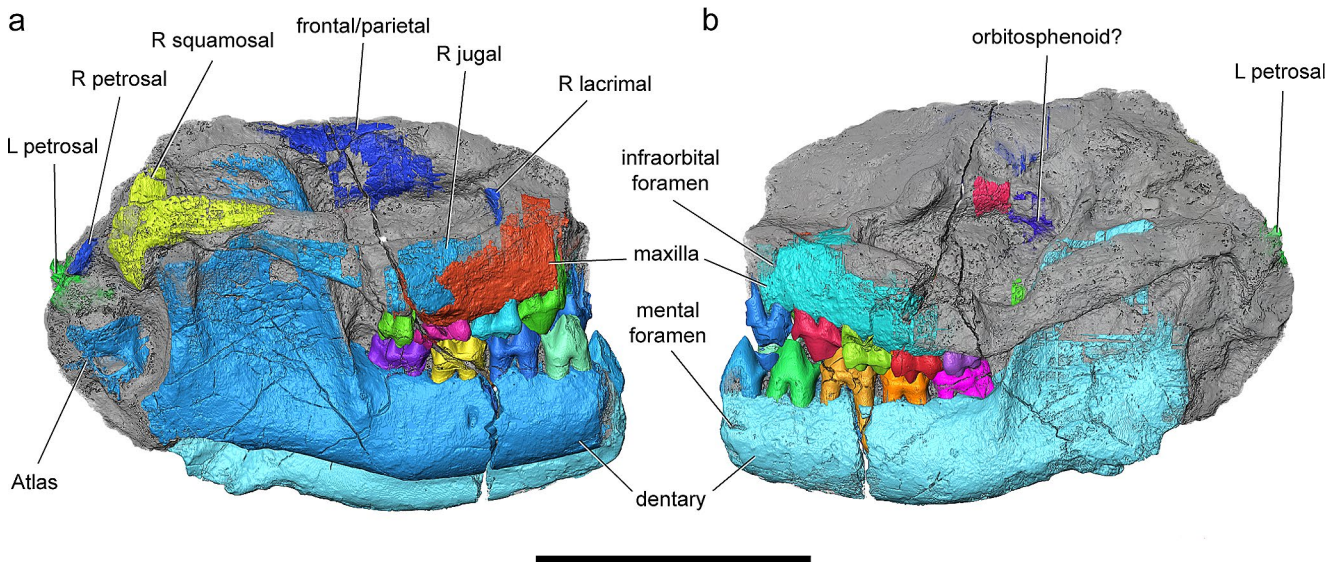 a
frontal/parietal
R squamosal
R jugal
R petrosal
R lacrimal
L petrosal
Atlas
b
orbitosphenoid?
L petrosal
infraorbital
foramen
maxilla
mental
foramen
dentary